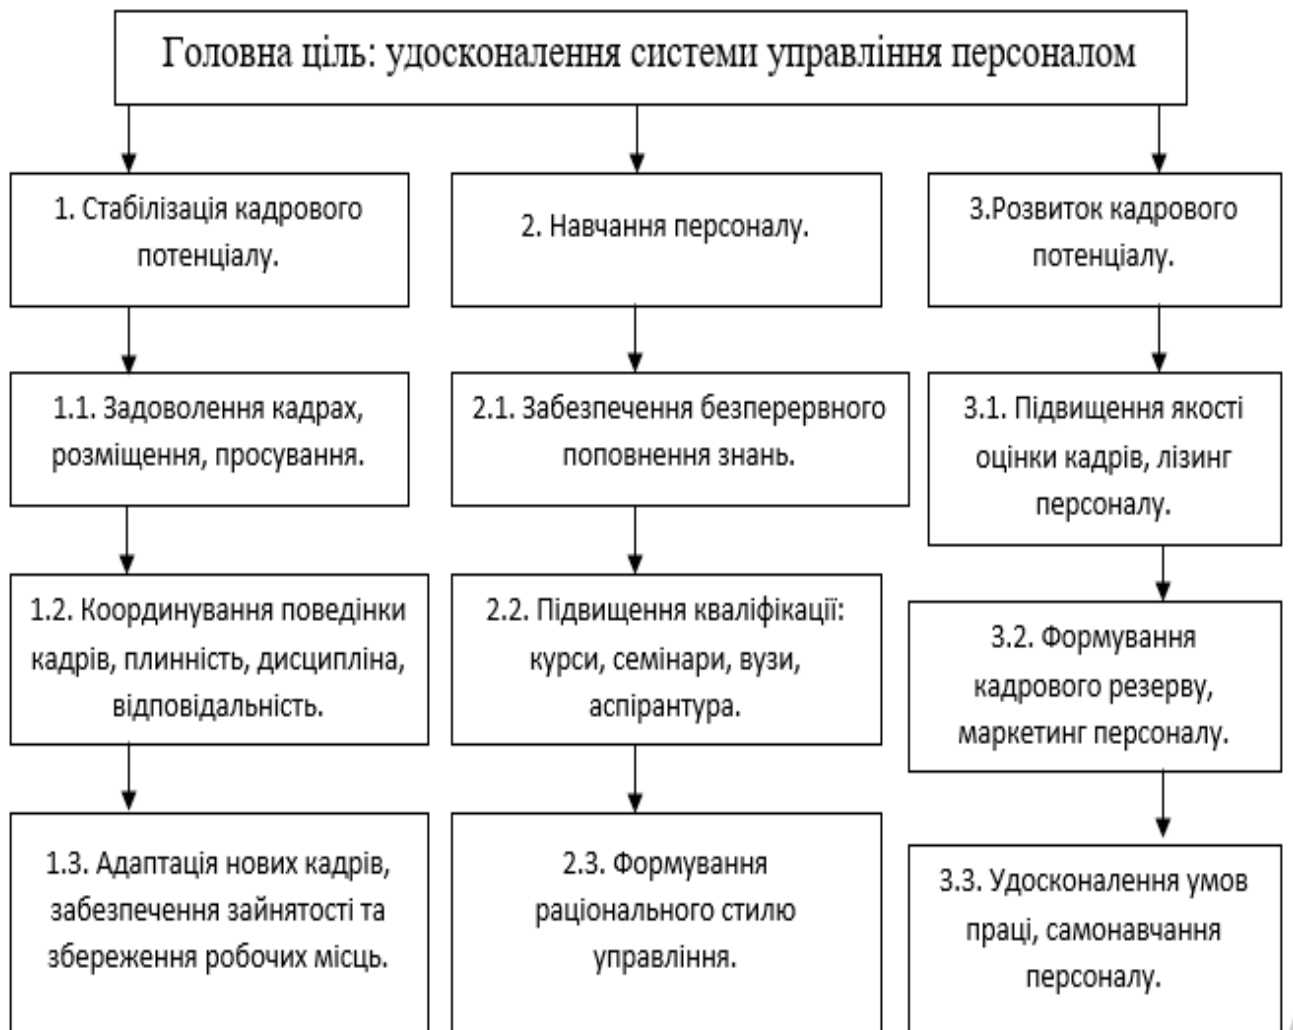 Головна ціль: удосконалення системи управління персоналом
1. Стабілізація кадрового
потенціалу.
2. Навчання персоналу.
3.Розвиток кадрового
потенціалу.
1.1. Задоволення кадрах,
розміщення, просування.
2.1. Забезпечення безперервного
поповнення знань.
3.1. Підвищення якості
оцінки кадрів, лізинг
персоналу.
1.2. Координування поведінки
кадрів, плинність, дисципліна,
відповідальність.
2.2. Підвищення кваліфікації:
курси, семінари, вузи,
аспірантура.
3.2. Формування
кадрового резерву,
маркетинг персоналу.
1.3. Адаптація нових кадрів,
забезпечення зайнятості та
збереження робочих місць.
2.3. Формування
раціонального стилю
управління.
3.3. Удосконалення умов
праці, самонавчання
персоналу.